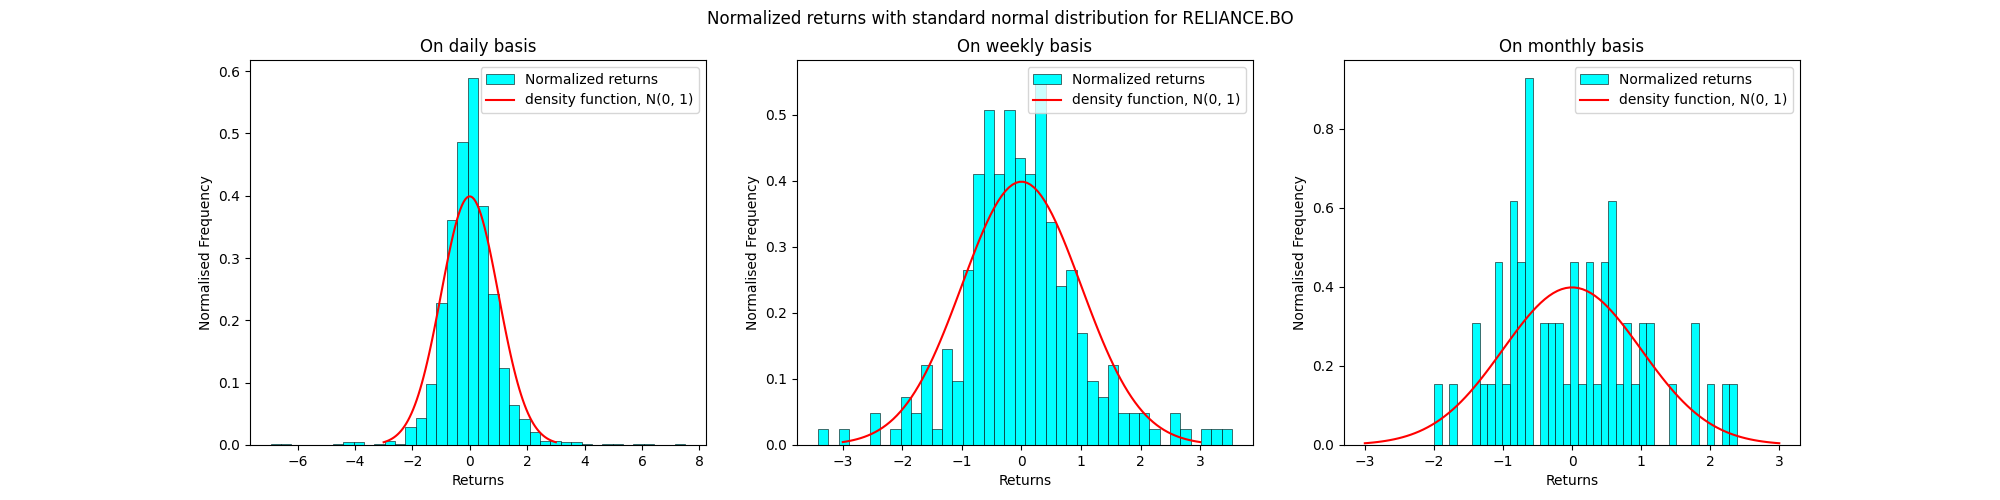 Normalized returns with standard normal distribution for RELIANCE.BO
On daily basis
Normalized returns
density function, N(0, 1)
Normalised Frequency
0.6
0.5
0.4
0.3
0.2
0.1
0.0
−6
−4
−2
0
2
4
6
8
Returns
On weekly basis
Normalized returns
density function, N(0, 1)
Normalised Frequency
0.5
0.4
0.3
0.2
0.1
0.0
−3
−2
−1
0
1
2
3
Returns
On monthly basis
Normalized returns
density function, N(0, 1)
Normalised Frequency
0.8
0.6
0.4
0.2
0.0
−3
−2
−1
0
1
2
3
Returns